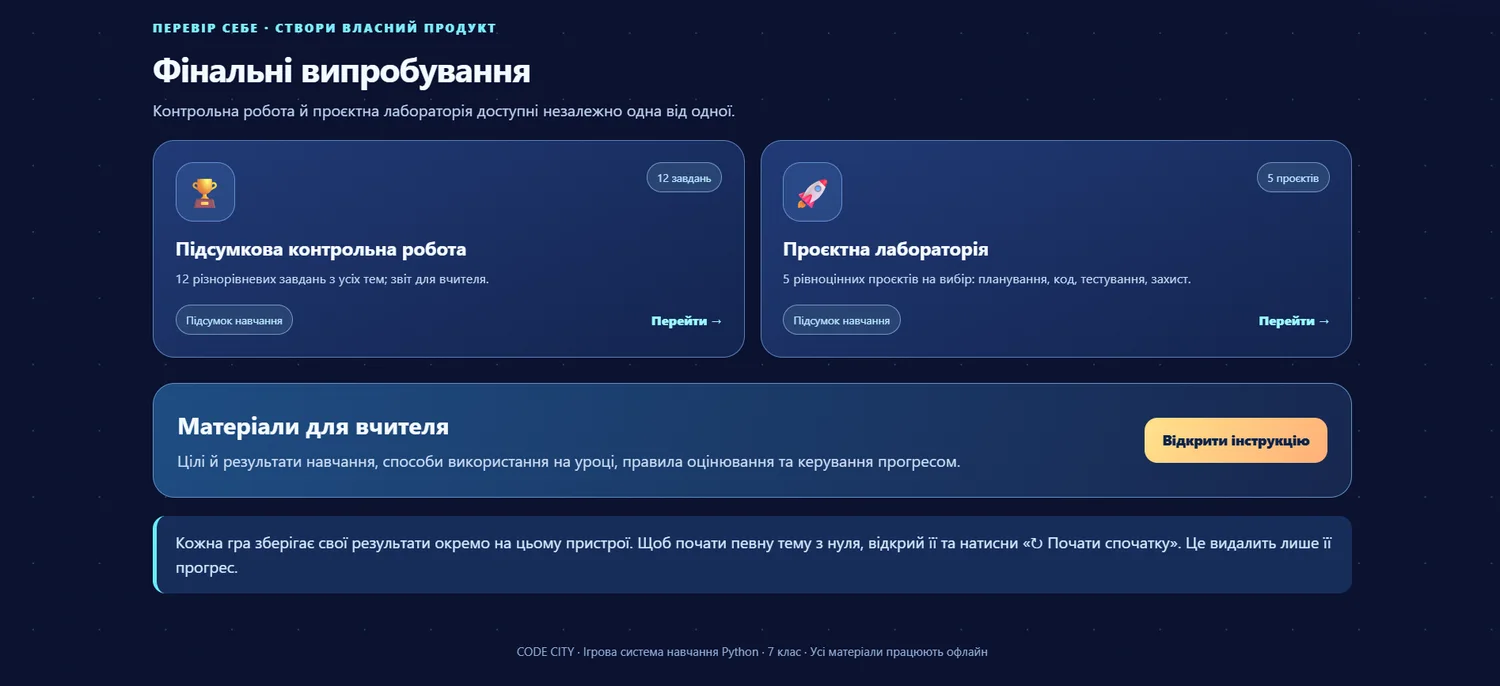 ПЕРЕВІР СЕБЕ · СТВОРИ ВЛАСНИЙ ПРОДУКТ
Фінальні випробування
Контрольна робота й проєктна лабораторія доступні незалежно одна від одної.
12 завдань
Підсумкова контрольна робота
12 різнорівневих завдань з усіх тем; звіт для вчителя.
Підсумок навчання
Перейти →
5 проєктів
Проєктна лабораторія
5 рівноцінних проєктів на вибір: планування, код, тестування, захист.
Підсумок навчання
Перейти →
Матеріали для вчителя
Цілі й результати навчання, способи використання на уроці, правила оцінювання та керування прогресом.
Відкрити інструкцію
Кожна гра зберігає свої результати окремо на цьому пристрої. Щоб почати певну тему з нуля, відкрий її та натисни «↻ Почати спочатку». Це видалить лише її
прогрес.
CODE CITY · Ігрова система навчання Python · 7 клас · Усі матеріали працюють офлайн